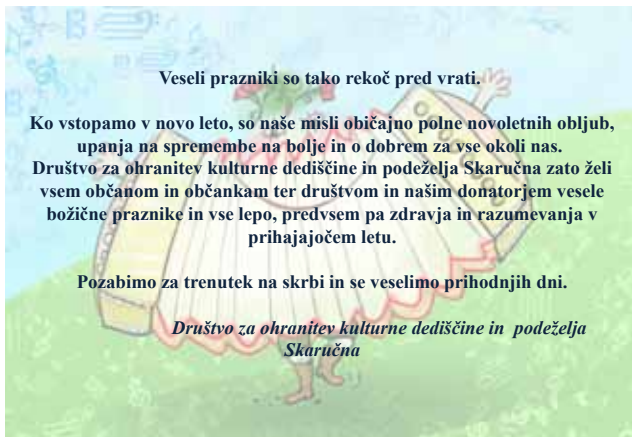 Veseli prazniki so tako rekoč pred vrati.
Ko vstopamo v novo leto, so naše misli običajno polne novoletnih obljub,
upanja na spremembe na bolje in o dobrem za vse okoli nas.
Društvo za ohranitev kulturne dediščine in podeželja Skaručna zato želi
vsem občanom in občankam ter društvom in našim donatorjem vesele
božične praznike in vse lepo, predvsem pa zdravja in razumevanja v
prihajajočem letu.
Pozabimo za trenutek na skrbi in se veselimo prihodnjih dni.
Društvo za ohranitev kulturne dediščine in podeželja
Skaručna